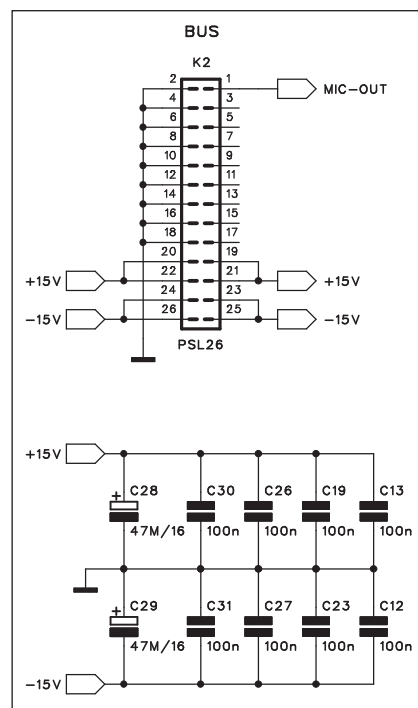 BUS
K2
2 1 MIC-OUT
4 3
6 5
8 7
10 9
12 11
14 13
16 15
18 17
20 19
+15V 22 21 +15V
24 23
-15V 26 25 -15V
PSL26
+15V
C28 C30 C26 C19 C13
+
47M/16 100n 100n 100n 100n
C29 C31 C27 C23 C12
+
47M/16 100n 100n 100n 100n
-15V